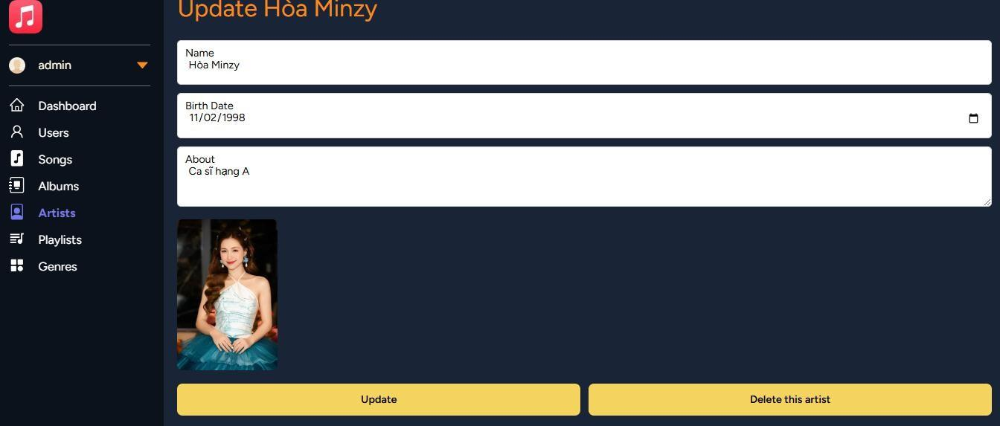 Update Hòa Minzy
admin
Dashboard
Users
Songs
Albums
Artists
Playlists
Genres
Name
Hòa Minzy
Birth Date
11/02/1998
About
Ca sĩ hạng A
Update
Delete this artist